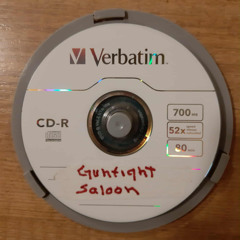 Verbatim.
CD-R
700 MB
52x
80 min
Gunfight
Saloon